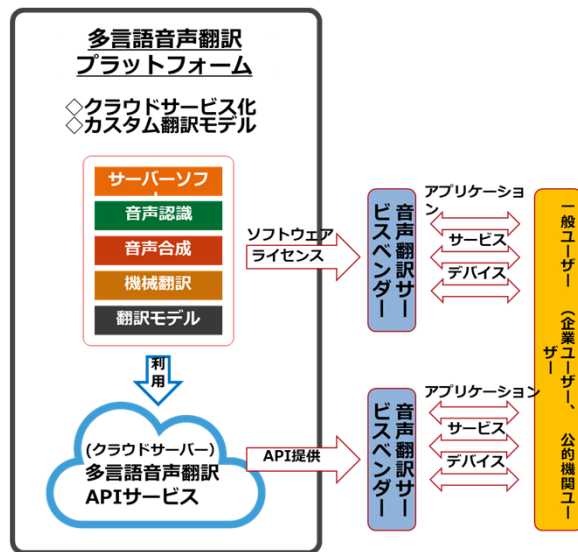 多言語音声翻訳
プラットフォーム
◇クラウドサービス化
◇カスタム翻訳モデル
サーバーソフ
音声認識
音声合成
機械翻訳
翻訳モデル
利
用
(クラウドサーバー)
多言語音声翻訳
APIサービス
ソフトウェア
ライセンス
API提供
音声翻訳サー
ビスベンダー
アプリケーショ
ン
サービス
デバイス
音声翻訳サー
ビスベンダー
アプリケーション
サービス
デバイス
一般ユーザー (企業ユーザー、 公的機関ユー
ザー